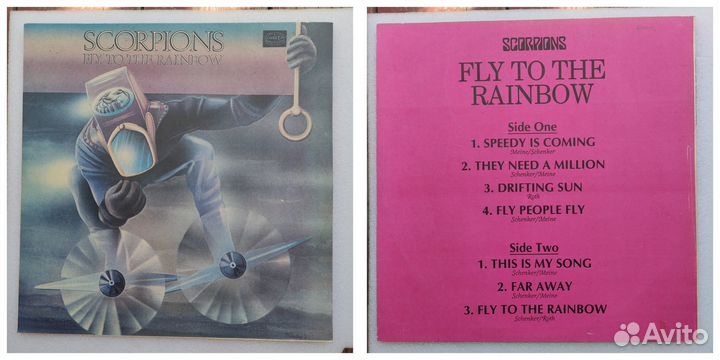 SCORPIONS
FLY TO THE RAINBOW
SCORPIONS
FLY TO THE
RAINBOW
Side One
1. SPEEDY IS COMING
Meine/Schenker
2. THEY NEED A MILLION
Schenker/Meine
3. DRIFTING SUN
Roth
4. FLY PEOPLE FLY
Schenker/Meine
Side Two
1. THIS IS MY SONG
Schenker/Meine
2. FAR AWAY
Schenker/Meine
3. FLY TO THE RAINBOW
Schenker/Roth
Avito